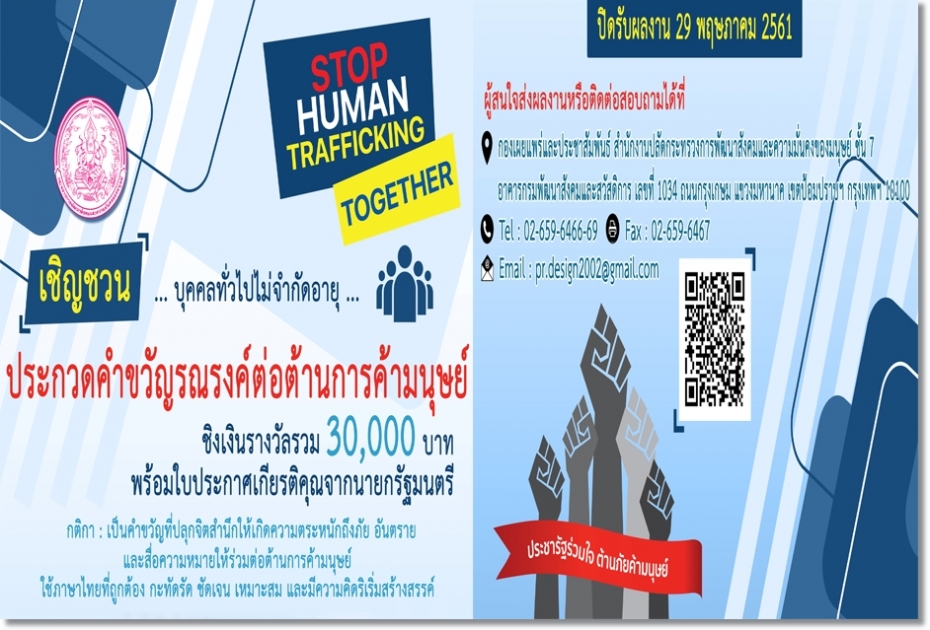 STOP
HUMAN
TRAFFICKING
TOGETHER
เชิญชวน
... บุคคลทั่วไปไม่จำกัดอายุ ...
ประกวดคำขวัญรณรงค์ต่อต้านการค้ามนุษย์
ชิงเงินรางวัลรวม 30,000 บาท
พร้อมใบประกาศเกียรติคุณจากนายกรัฐมนตรี
กติกา : เป็นคำขวัญที่ปลุกจิตสำนึกให้เกิดความตระหนักถึงภัย อันตราย
และสื่อความหมายให้ร่วมต่อต้านการค้ามนุษย์
ใช้ภาษาไทยที่ถูกต้อง กะทัดรัด ชัดเจน เหมาะสม และมีความคิดริเริ่มสร้างสรรค์
ปิดรับผลงาน 29 พฤษภาคม 2561
ผู้สนใจส่งผลงานหรือติดต่อสอบถามได้ที่
กองเผยแพร่และประชาสัมพันธ์ สำนักงานปลัดกระทรวงการพัฒนาสังคมและความมั่นคงของมนุษย์ ชั้น 7
อาคารกรมพัฒนาสังคมและสวัสดิการ เลขที่ 1034 ถนนกรุงเกษม แขวงมหานาค เขตป้อมปราบฯ กรุงเทพฯ 10100
Tel : 02-659-6466-69 Fax : 02-659-6467
Email : pr.design2002@gmail.com
ประชารัฐร่วมใจ ต้านภัยค้ามนุษย์